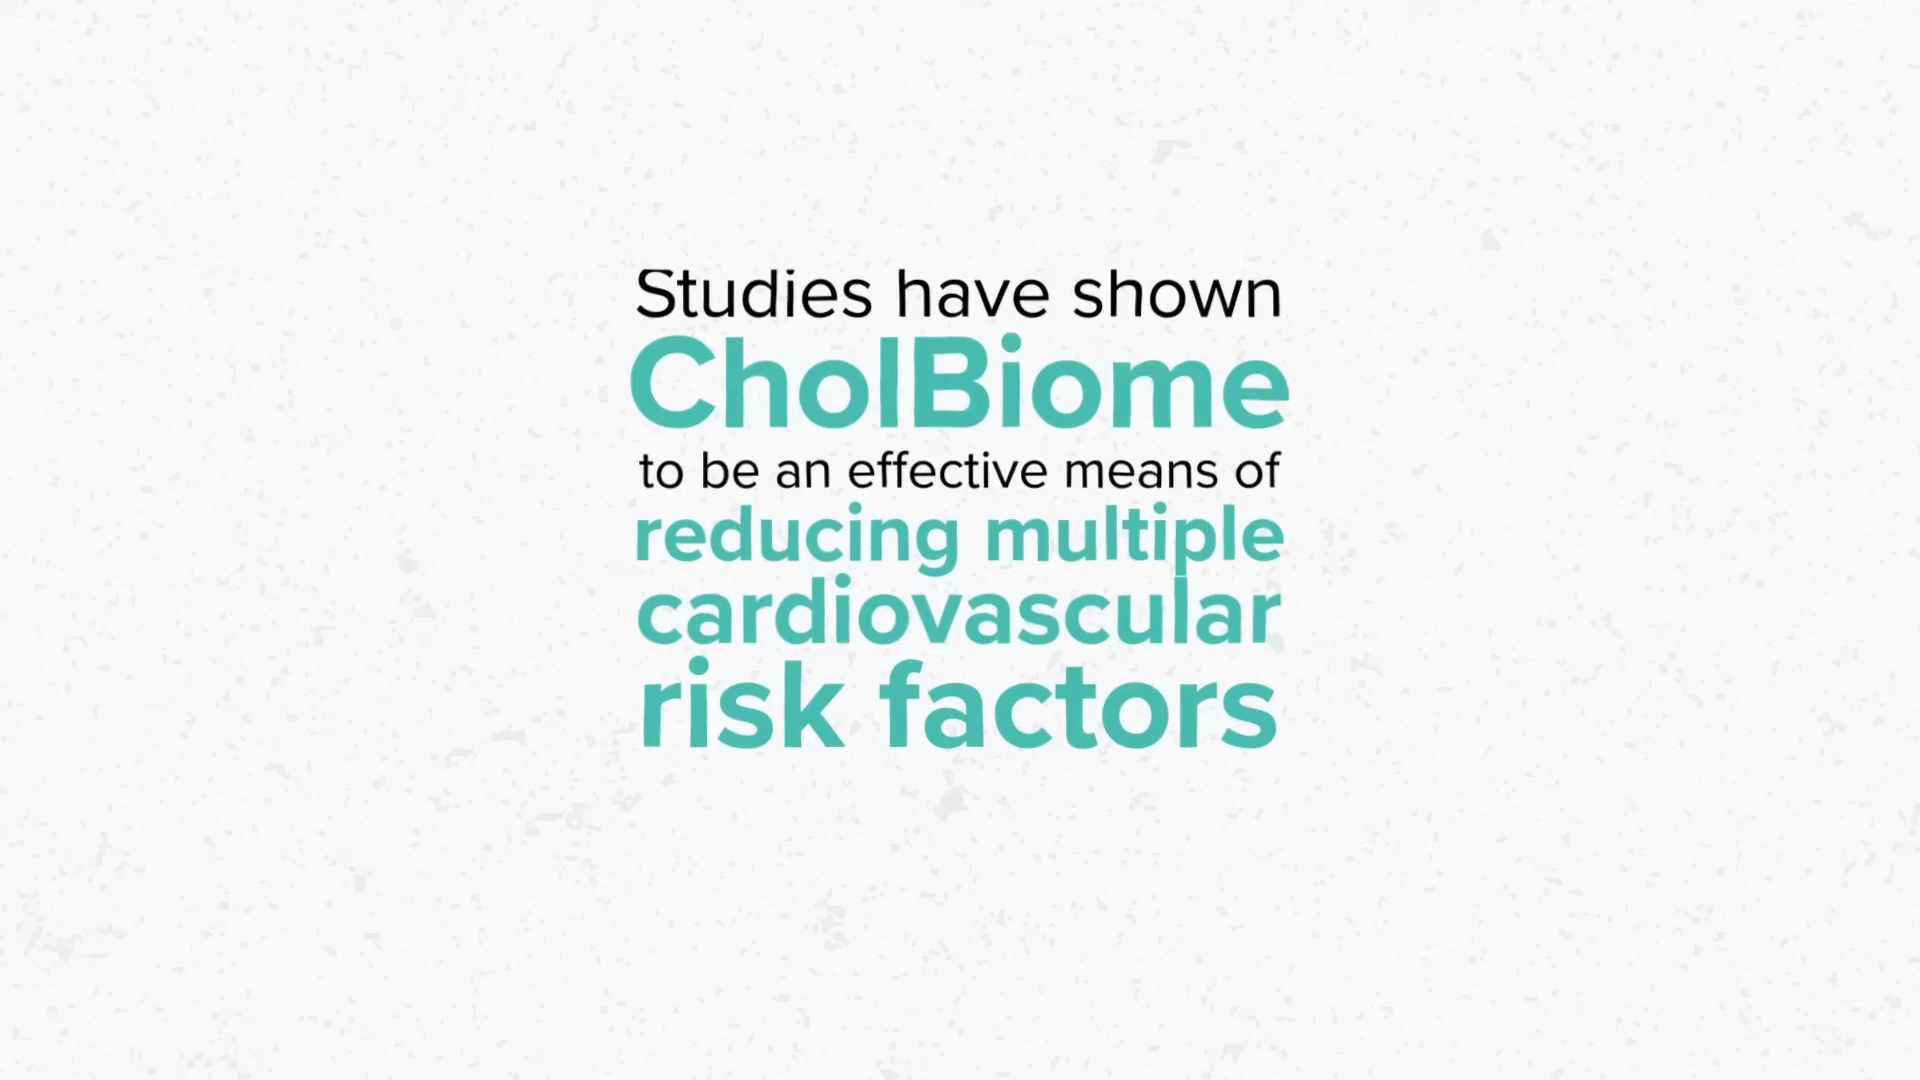 Studies have shown
CholBiome
to be an effective means of
reducing multiple
cardiovascular
risk factors